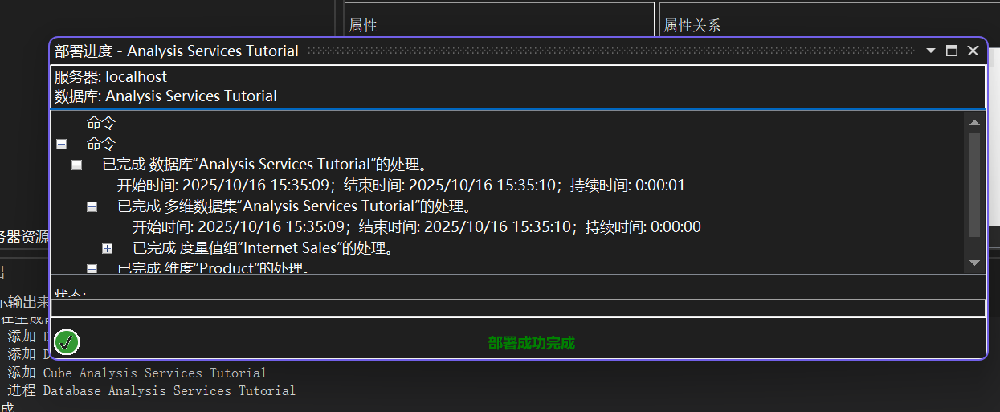 属性
属性关系
部署进度 - Analysis Services Tutorial
服务器: localhost
数据库: Analysis Services Tutorial
命令
命令
已完成 数据库“Analysis Services Tutorial”的处理。
开始时间: 2025/10/16 15:35:09；结束时间: 2025/10/16 15:35:10；持续时间: 0:00:01
已完成 多维数据集“Analysis Services Tutorial”的处理。
开始时间: 2025/10/16 15:35:09；结束时间: 2025/10/16 15:35:10；持续时间: 0:00:00
已完成 度量值组“Internet Sales”的处理。
已完成 维度“Product”的处理。
务器资源
出
状态:
示输出来
部署成功完成
添加 D
添加 D
添加 Cube Analysis Services Tutorial
进程 Database Analysis Services Tutorial
成